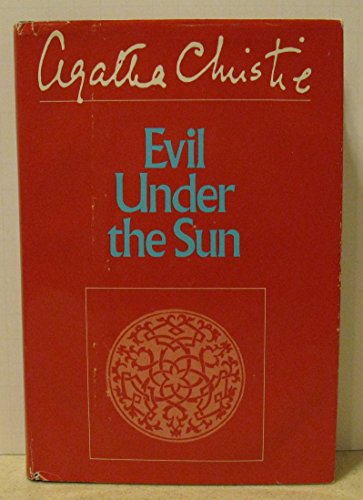 Agatha Christie
Evil
Under
the Sun